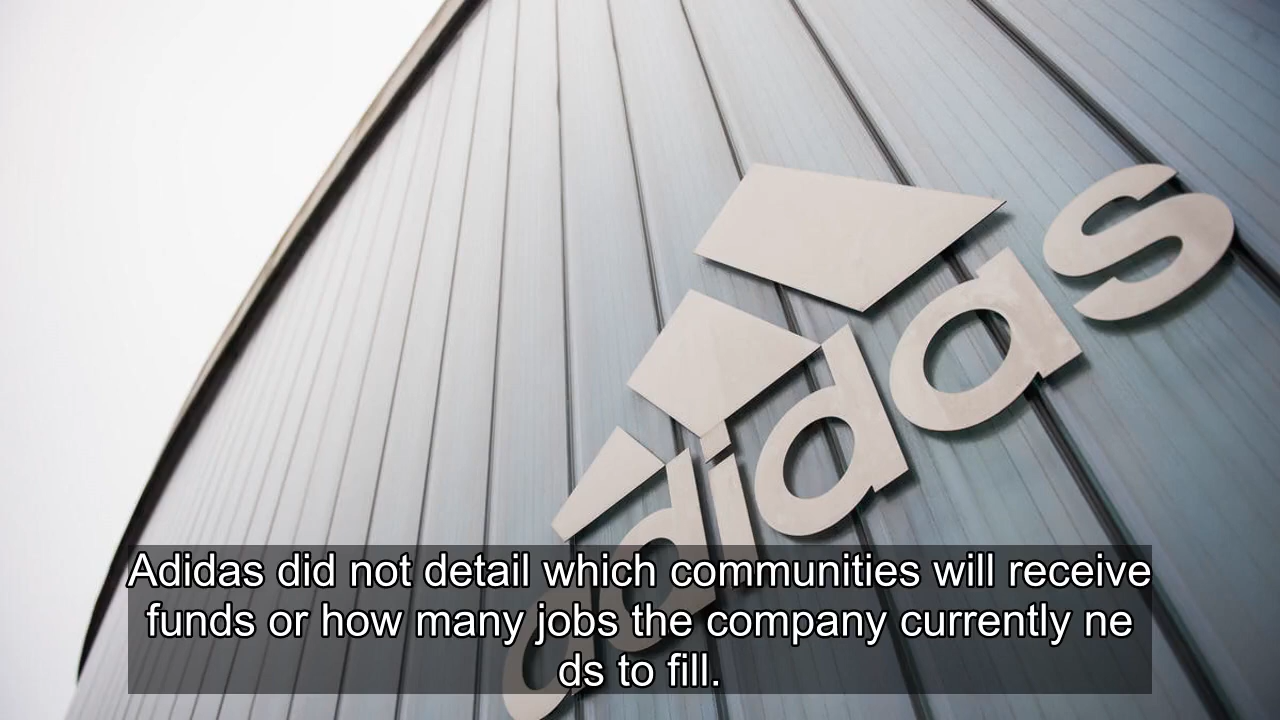 adidas
Adidas did not detail which communities will receive
funds or how many jobs the company currently ne
ds to fill.